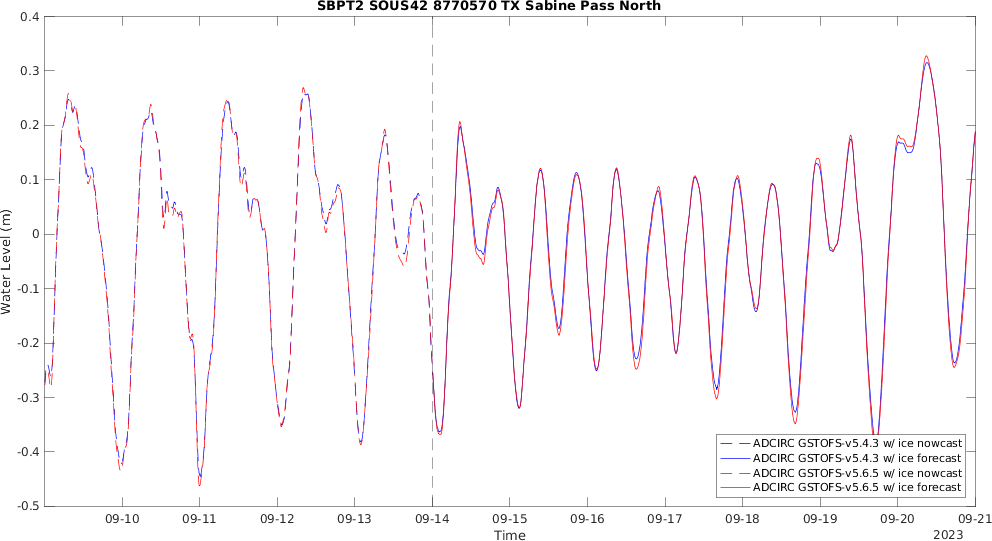 SBPT2 SOUS42 8770570 TX Sabine Pass North
0.4
0.3
0.2
0.1
0
-0.1
-0.2
-0.3
-0.4
-0.5
Water Level (m)
09-10 09-11 09-12 09-13 09-14 09-15 09-16 09-17 09-18 09-19 09-20 09-21
Time
2023
ADCIRC GSTOFS-v5.4.3 w/ ice nowcast
ADCIRC GSTOFS-v5.4.3 w/ ice forecast
ADCIRC GSTOFS-v5.6.5 w/ ice nowcast
ADCIRC GSTOFS-v5.6.5 w/ ice forecast